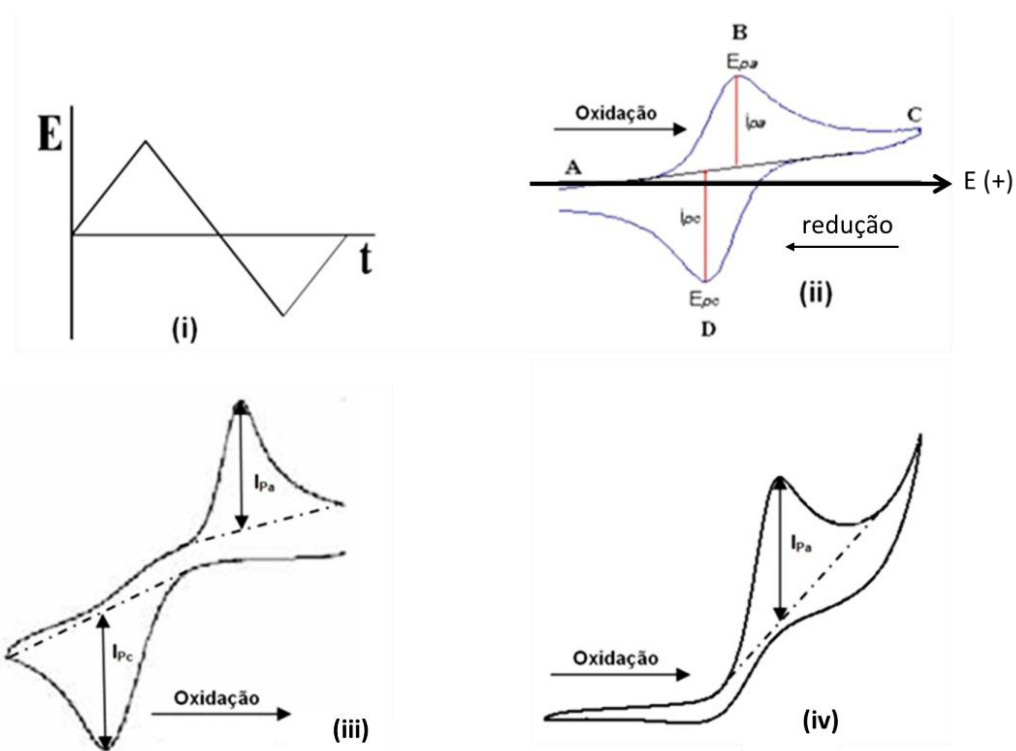 E
t
(i)
B
Epa
Oxidação
ipa
C
A
E (+)
ipc
redução
Epc
(ii)
D
IPa
IPc
Oxidação
(iii)
IPa
Oxidação
(iv)